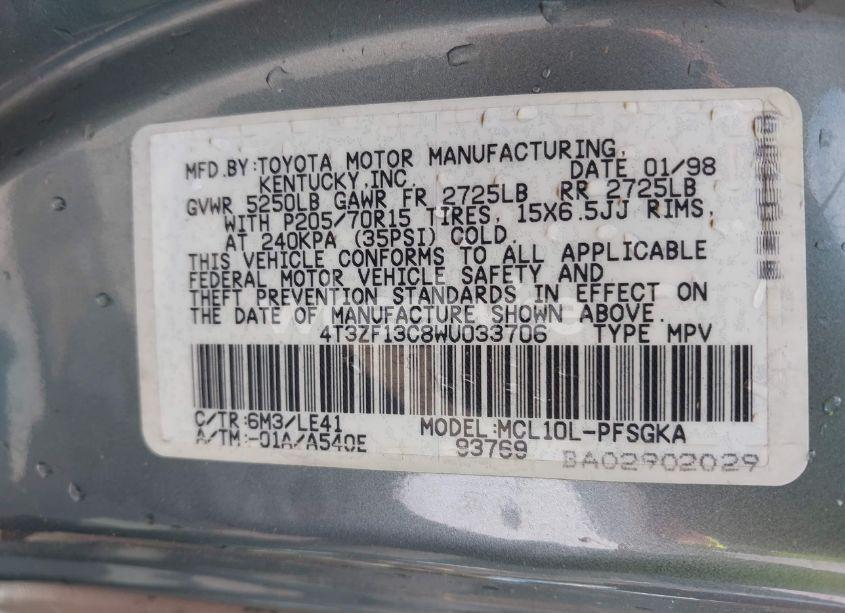 MFD.BY:TOYOTA MOTOR MANUFACTURING,
KENTUCKY,INC. DATE 01/98
GVWR 5250LB GAWR FR 2725LB RR 2725LB
WITH P205/70R15 TIRES, 15X6.5JJ RIMS,
AT 240KPA (35PSI) COLD.
THIS VEHICLE CONFORMS TO ALL APPLICABLE
FEDERAL MOTOR VEHICLE SAFETY AND
THEFT PREVENTION STANDARDS IN EFFECT ON
THE DATE OF MANUFACTURE SHOWN ABOVE.
4T3ZF13C8WU033706 TYPE MPV
C/TR:6M3/LE41 MODEL:MCL10L-PFSGKA
A/TM:-01A/A540E 93769
BA02902029